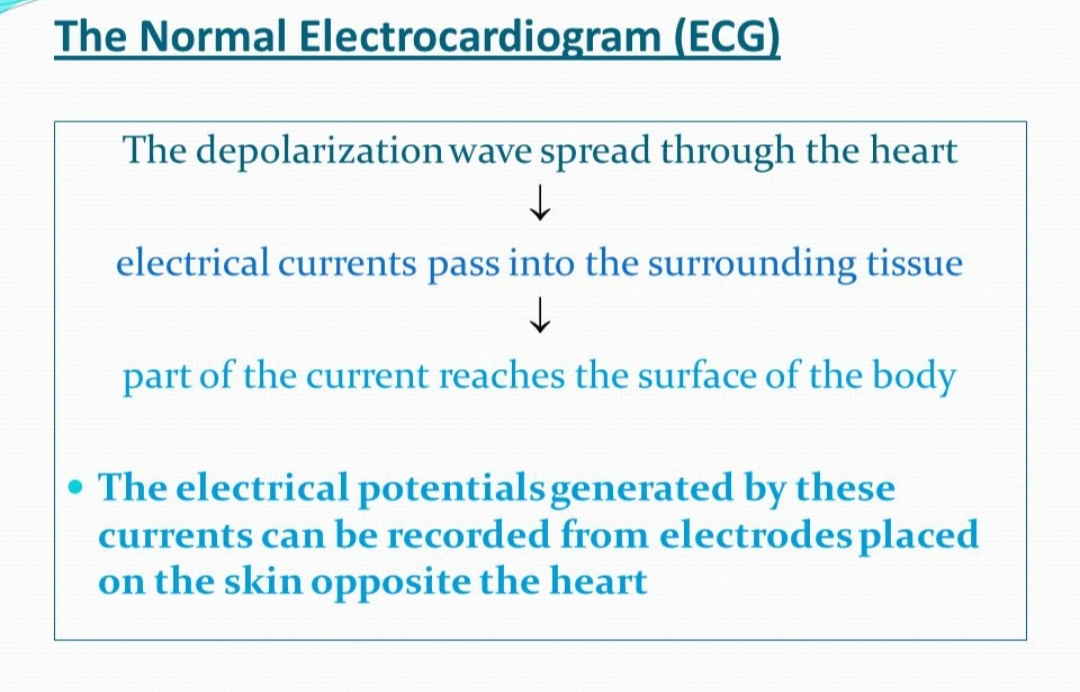 The Normal Electrocardiogram (ECG)
The depolarization wave spread through the heart
↓
electrical currents pass into the surrounding tissue
↓
part of the current reaches the surface of the body
• The electrical potentials generated by these
currents can be recorded from electrodes placed
on the skin opposite the heart